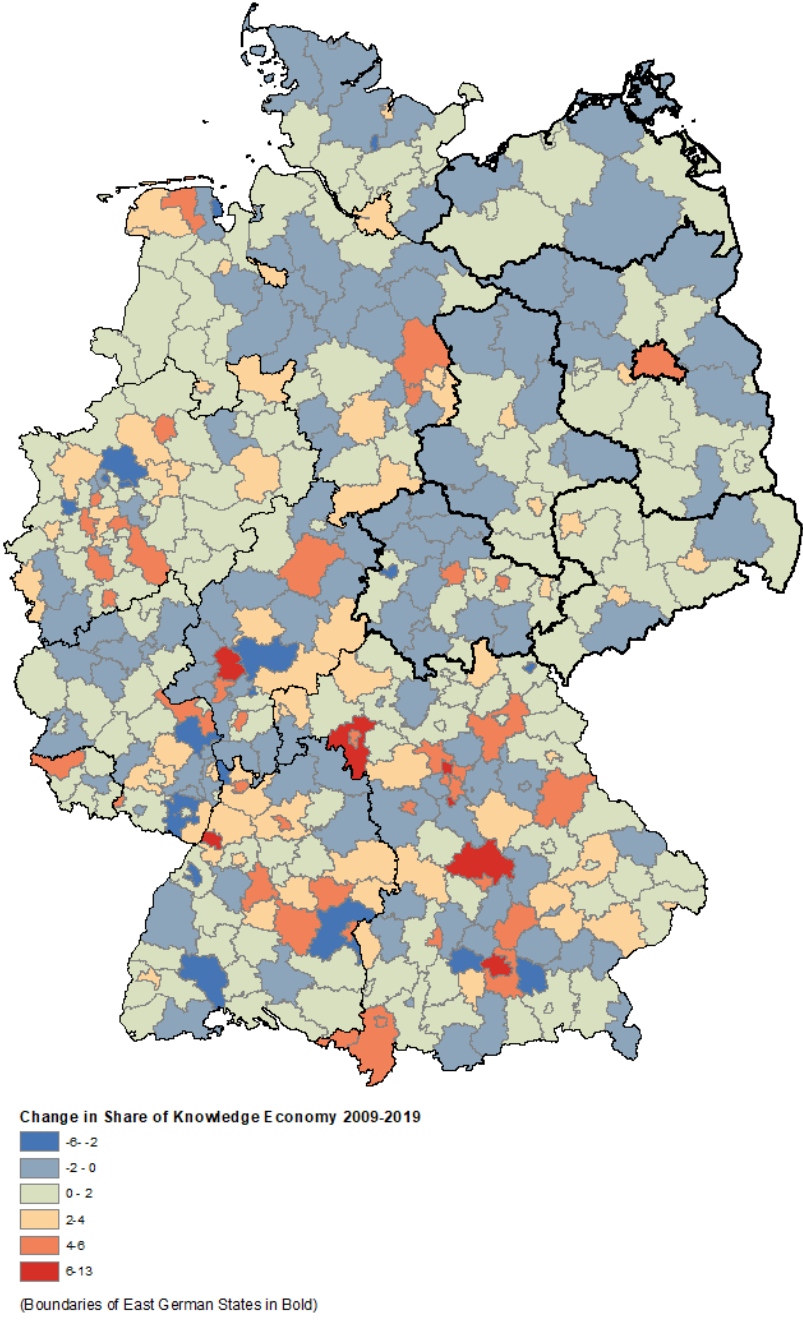 Change in Share of Knowledge Economy 2009-2019
-6- -2
-2 - 0
0 - 2
2-4
4-6
6-13
(Boundaries of East German States in Bold)